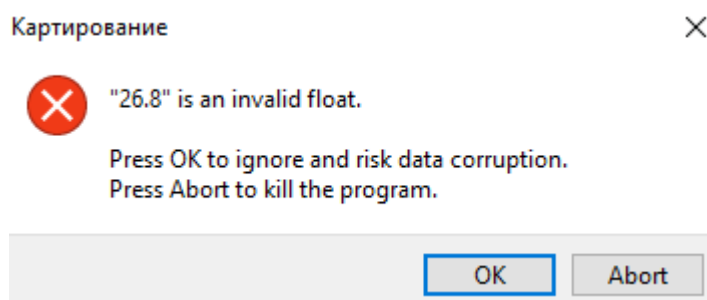 Картирование
"26.8" is an invalid float.
Press OK to ignore and risk data corruption.
Press Abort to kill the program.
OK
Abort